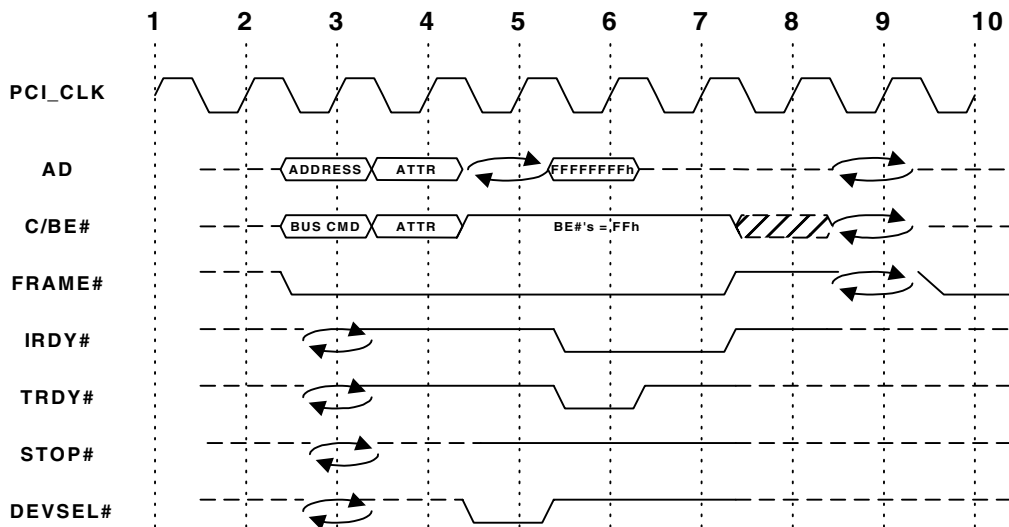 1 2 3 4 5 6 7 8 9 10
PCI_CLK
AD ADDRESS ATTR FFFFFFFFh
C/BE# BUS CMD ATTR BE#'s = FFh
FRAME#
IRDY#
TRDY#
STOP#
DEVSEL#